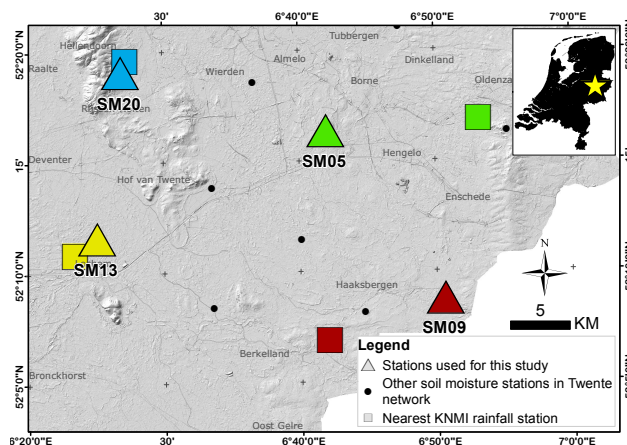 30'
6°40'0"E
6°50'0"E
7°0'0"E
52°20'0"N
Hellendoorn
Raalte
Tubbergen
Almelo
Dinkelland
Wierden
Borne
Oldenza
SM20
SM05
15'
Deventer
Hengelo
Hof van Twente
Enschede
SM13
52°10'0"N
Haaksbergen
N
SM09
5
KM
Berkelland
Bronckhorst
52°5'0"N
Oost Gelre
Legend
Stations used for this study
Other soil moisture stations in Twente
network
Nearest KNMI rainfall station
6°20'0"E
30'
6°40'0"E
6°50'0"E
7°0'0"E